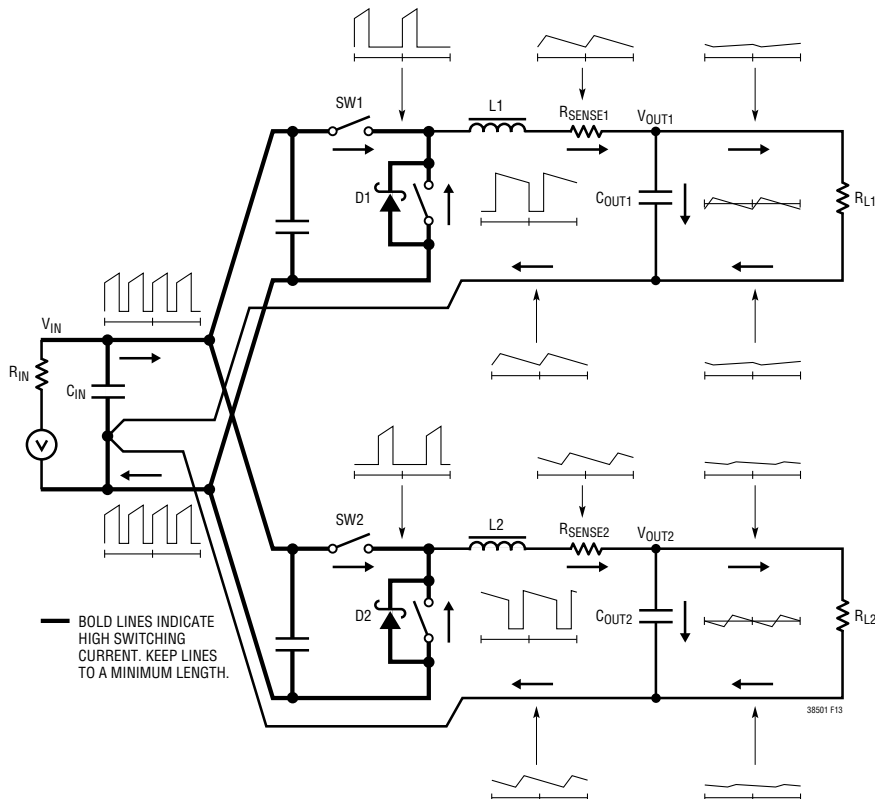 SW1
L1
RSENSE1
VOUT1
D1
COUT1
RL1
VIN
RIN
CIN
V
SW2
L2
RSENSE2
VOUT2
D2
COUT2
RL2
BOLD LINES INDICATE
HIGH SWITCHING
CURRENT. KEEP LINES
TO A MINIMUM LENGTH.
38501 F13